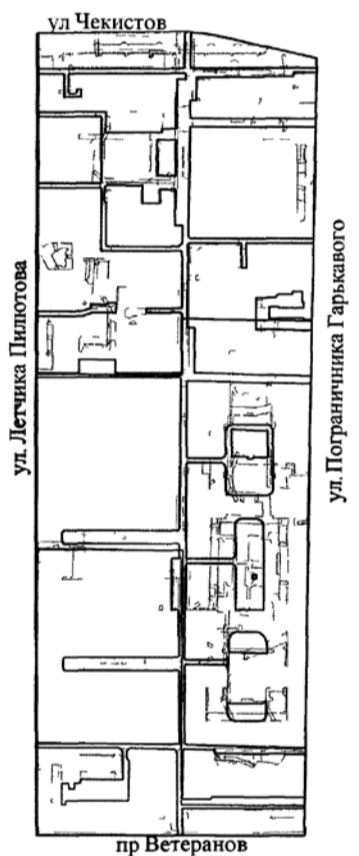 ул Чекистов
ул. Летчика Пилютова
ул. Пограничника Гарькавого
пр Ветеранов